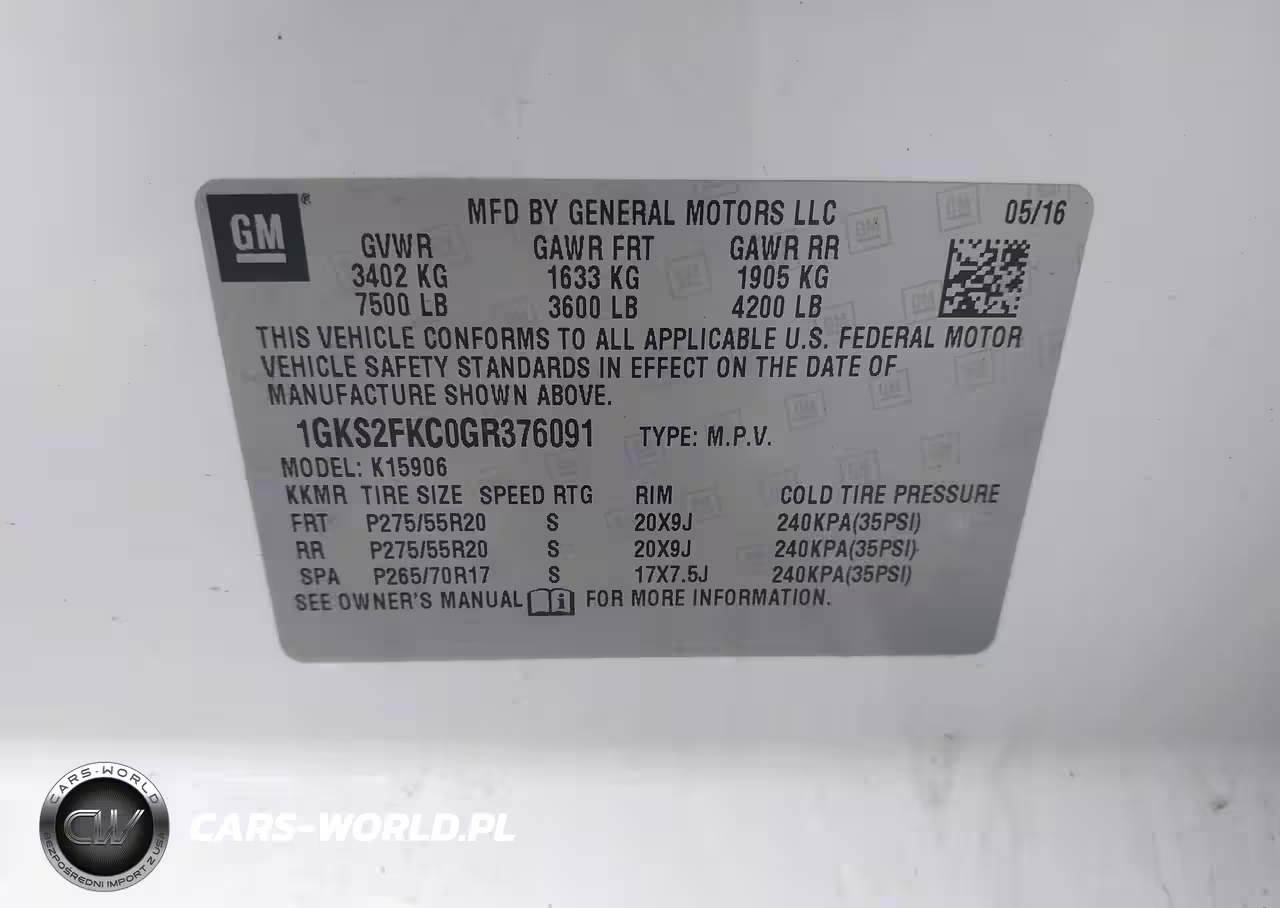 GM®
MFD BY GENERAL MOTORS LLC 05/16
GVWR GAWR FRT GAWR RR
3402 KG 1633 KG 1905 KG
7500 LB 3600 LB 4200 LB
THIS VEHICLE CONFORMS TO ALL APPLICABLE U.S. FEDERAL MOTOR
VEHICLE SAFETY STANDARDS IN EFFECT ON THE DATE OF
MANUFACTURE SHOWN ABOVE.
1GKS2FKC0GR376091 TYPE: M.P.V.
MODEL: K15906
KKMR TIRE SIZE SPEED RTG RIM COLD TIRE PRESSURE
FRT P275/55R20 S 20X9J 240KPA(35PSI)
RR P275/55R20 S 20X9J 240KPA(35PSI)
SPA P265/70R17 S 17X7.5J 240KPA(35PSI)
SEE OWNER'S MANUAL i FOR MORE INFORMATION.
CARS-WORLD
CW
BEZPOŚREDNI IMPORT Z USA
CARS-WORLD.PL